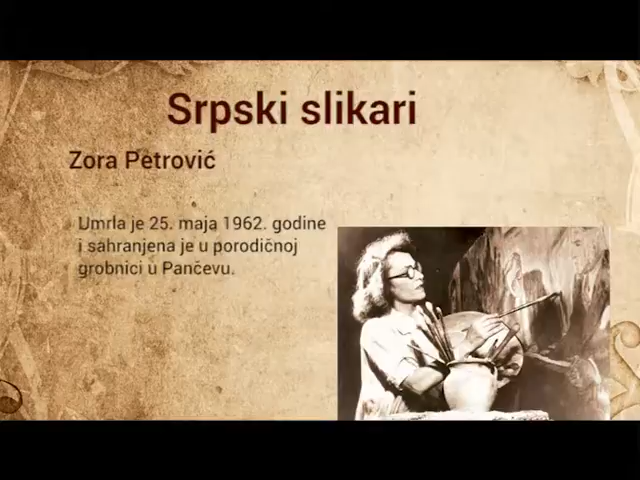 Srpski slikari
Zora Petrović
Umrla je 25. maja 1962. godine
i sahranjena je u porodičnoj
grobnici u Pančevu.